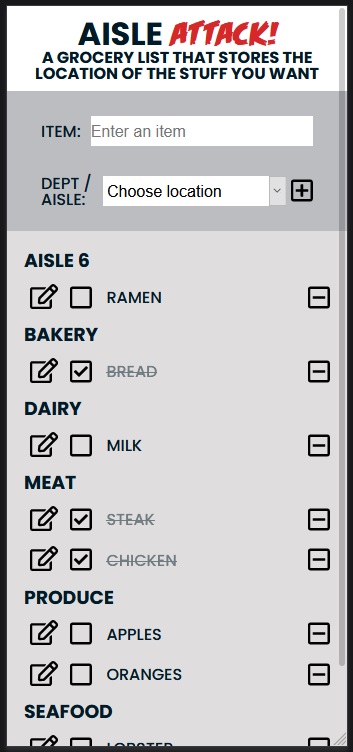 AISLE ATTACK!
A GROCERY LIST THAT STORES THE
LOCATION OF THE STUFF YOU WANT
ITEM: Enter an item
DEPT /
AISLE: Choose location
AISLE 6
RAMEN
BAKERY
BREAD
DAIRY
MILK
MEAT
STEAK
CHICKEN
PRODUCE
APPLES
ORANGES
SEAFOOD
LOBSTER